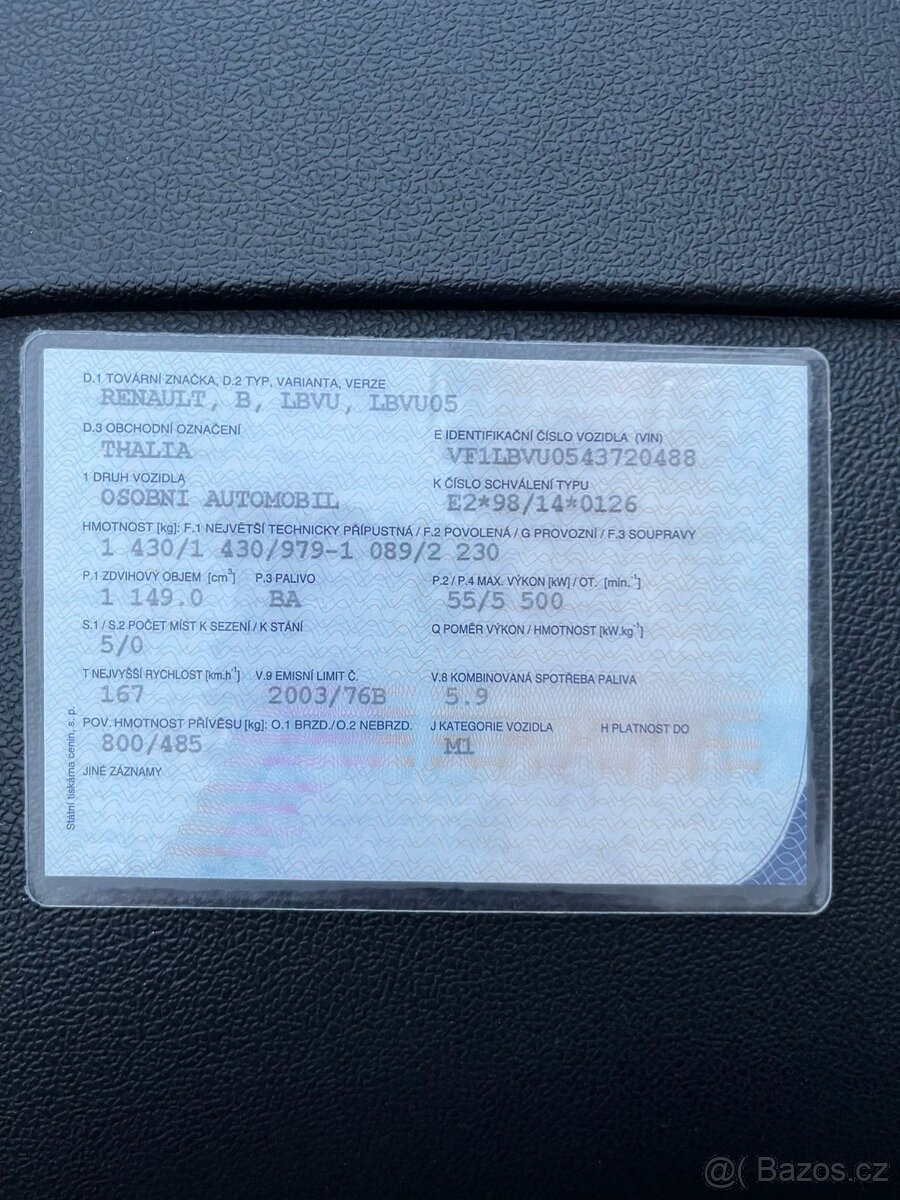 D.1 TOVÁRNÍ ZNAČKA, D.2 TYP, VARIANTA, VERZE
RENAULT, B, LBVU, LBVU05
D.3 OBCHODNÍ OZNAČENÍ E IDENTIFIKAČNÍ ČÍSLO VOZIDLA (VIN)
THALIA VF1LBVU0543720488
1 DRUH VOZIDLA K ČÍSLO SCHVÁLENÍ TYPU
OSOBNÍ AUTOMOBIL E2*98/14*0126
HMOTNOST [kg]: F.1 NEJVĚTŠÍ TECHNICKY PŘÍPUSTNÁ / F.2 POVOLENÁ / G PROVOZNÍ / F.3 SOUPRAVY
1 430/1 430/979-1 089/2 230
P.1 ZDVIHOVÝ OBJEM [cm³] P.3 PALIVO P.2 / P.4 MAX. VÝKON [kW] / OT. [min.⁻¹]
1 149.0 BA 55/5 500
S.1 / S.2 POČET MÍST K SEZENÍ / K STÁNÍ Q POMĚR VÝKON / HMOTNOST [kW.kg⁻¹]
5/0
T NEJVYŠŠÍ RYCHLOST [km.h⁻¹] V.9 EMISNÍ LIMIT Č. V.8 KOMBINOVANÁ SPOTŘEBA PALIVA
167 2003/76B 5.9
POV. HMOTNOST PŘÍVĚSU [kg]: O.1 BRZD./O.2 NEBRZD. J KATEGORIE VOZIDLA H PLATNOST DO
800/485 M1
JINÉ ZÁZNAMY
Státní tiskárna cenin, s. p.
@( Bazos.cz